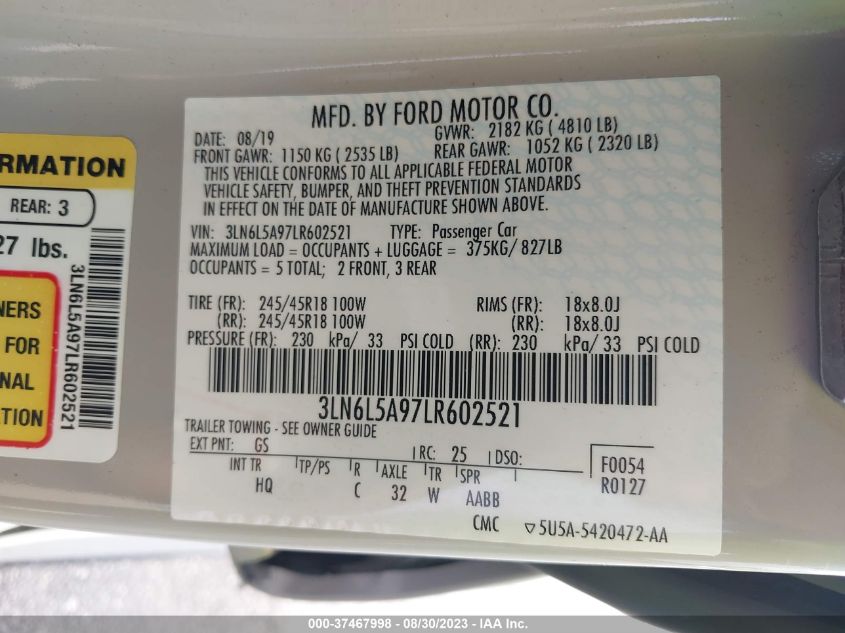 RMATION
REAR: 3
27 lbs.
NERS
FOR
NAL
TION
3LN6L5A97LR602521
MFD. BY FORD MOTOR CO.
DATE: 08/19 GVWR: 2182 KG ( 4810 LB)
FRONT GAWR: 1150 KG ( 2535 LB) REAR GAWR: 1052 KG ( 2320 LB)
THIS VEHICLE CONFORMS TO ALL APPLICABLE FEDERAL MOTOR
VEHICLE SAFETY, BUMPER, AND THEFT PREVENTION STANDARDS
IN EFFECT ON THE DATE OF MANUFACTURE SHOWN ABOVE.
VIN: 3LN6L5A97LR602521 TYPE: Passenger Car
MAXIMUM LOAD = OCCUPANTS + LUGGAGE = 375KG/ 827LB
OCCUPANTS = 5 TOTAL; 2 FRONT, 3 REAR
TIRE (FR): 245/45R18 100W RIMS (FR): 18x8.0J
(RR): 245/45R18 100W (RR): 18x8.0J
PRESSURE (FR): 230 kPa/ 33 PSI COLD (RR): 230 kPa/ 33 PSI COLD
3LN6L5A97LR602521
TRAILER TOWING - SEE OWNER GUIDE
EXT PNT: GS RC: 25 DSO:
INT TR TP/PS R AXLE TR SPR
HQ C 32 W AABB
F0054
R0127
CMC ▽5U5A-5420472-AA
000-37467998 - 08/30/2023 - IAA Inc.